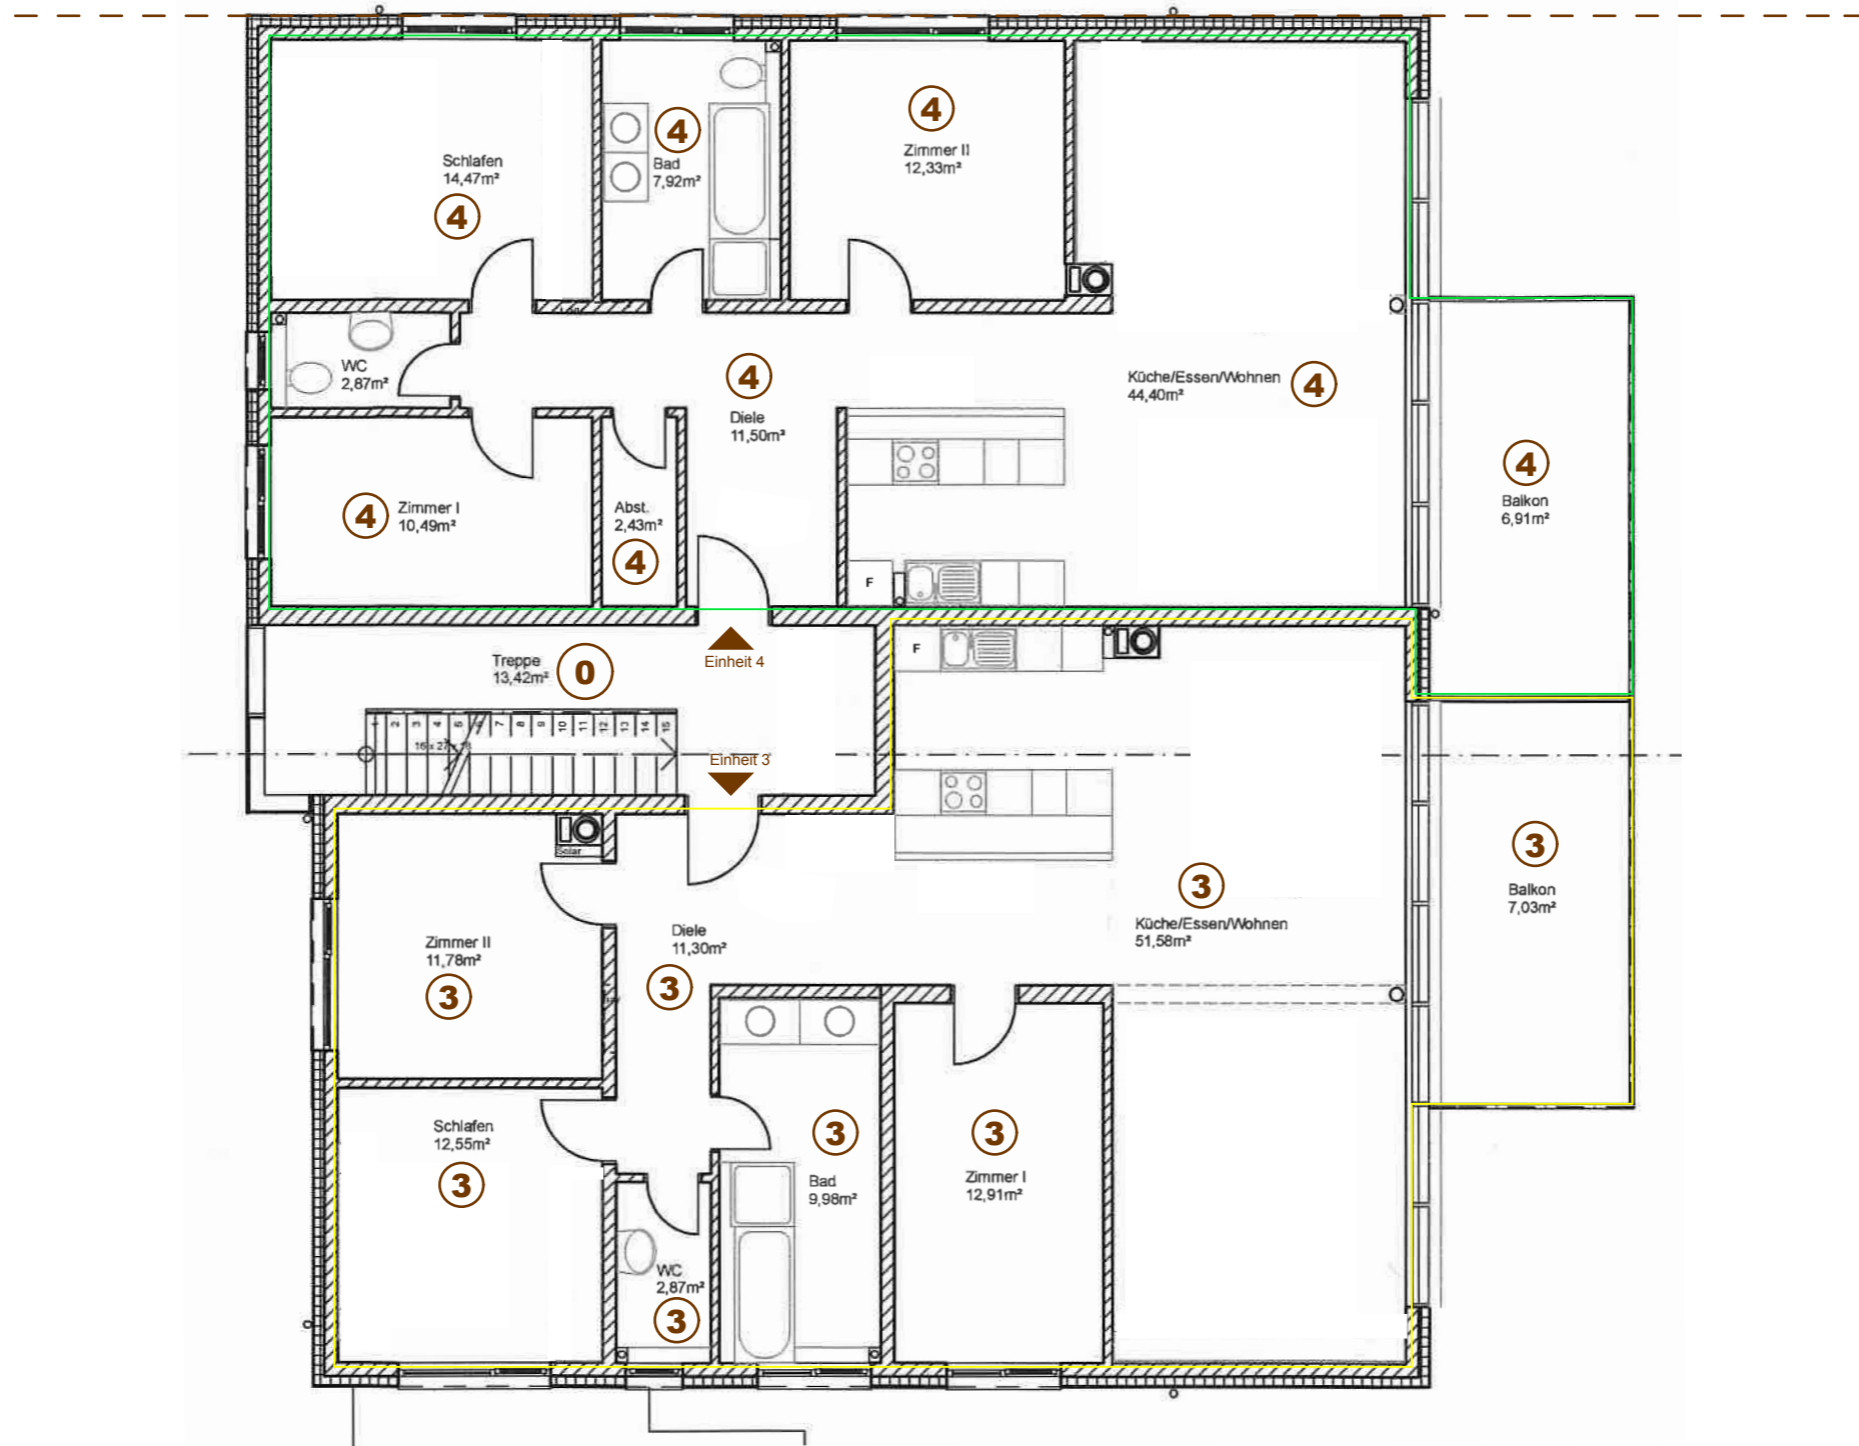 4
4
Zimmer II
12,33m²
Schlafen
14,47m²
4
Bad
7,92m²
WC
2,87m²
4
Diele
11,50m²
Küche/Essen/Wohnen
44,40m²
4
4
Zimmer I
10,49m²
Abst.
2,43m²
4
4
Balkon
6,91m²
F
Treppe
13,42m²
0
Einheit 4
F
1 2 3 4 5 6 7 8 9 10 11 12 13 14 15
Einheit 3
Solar
3
Balkon
7,03m²
3
Küche/Essen/Wohnen
51,58m²
Diele
11,30m²
3
Zimmer II
11,78m²
3
Schlafen
12,55m²
3
3
Bad
9,98m²
3
Zimmer I
12,91m²
WC
2,87m²
3